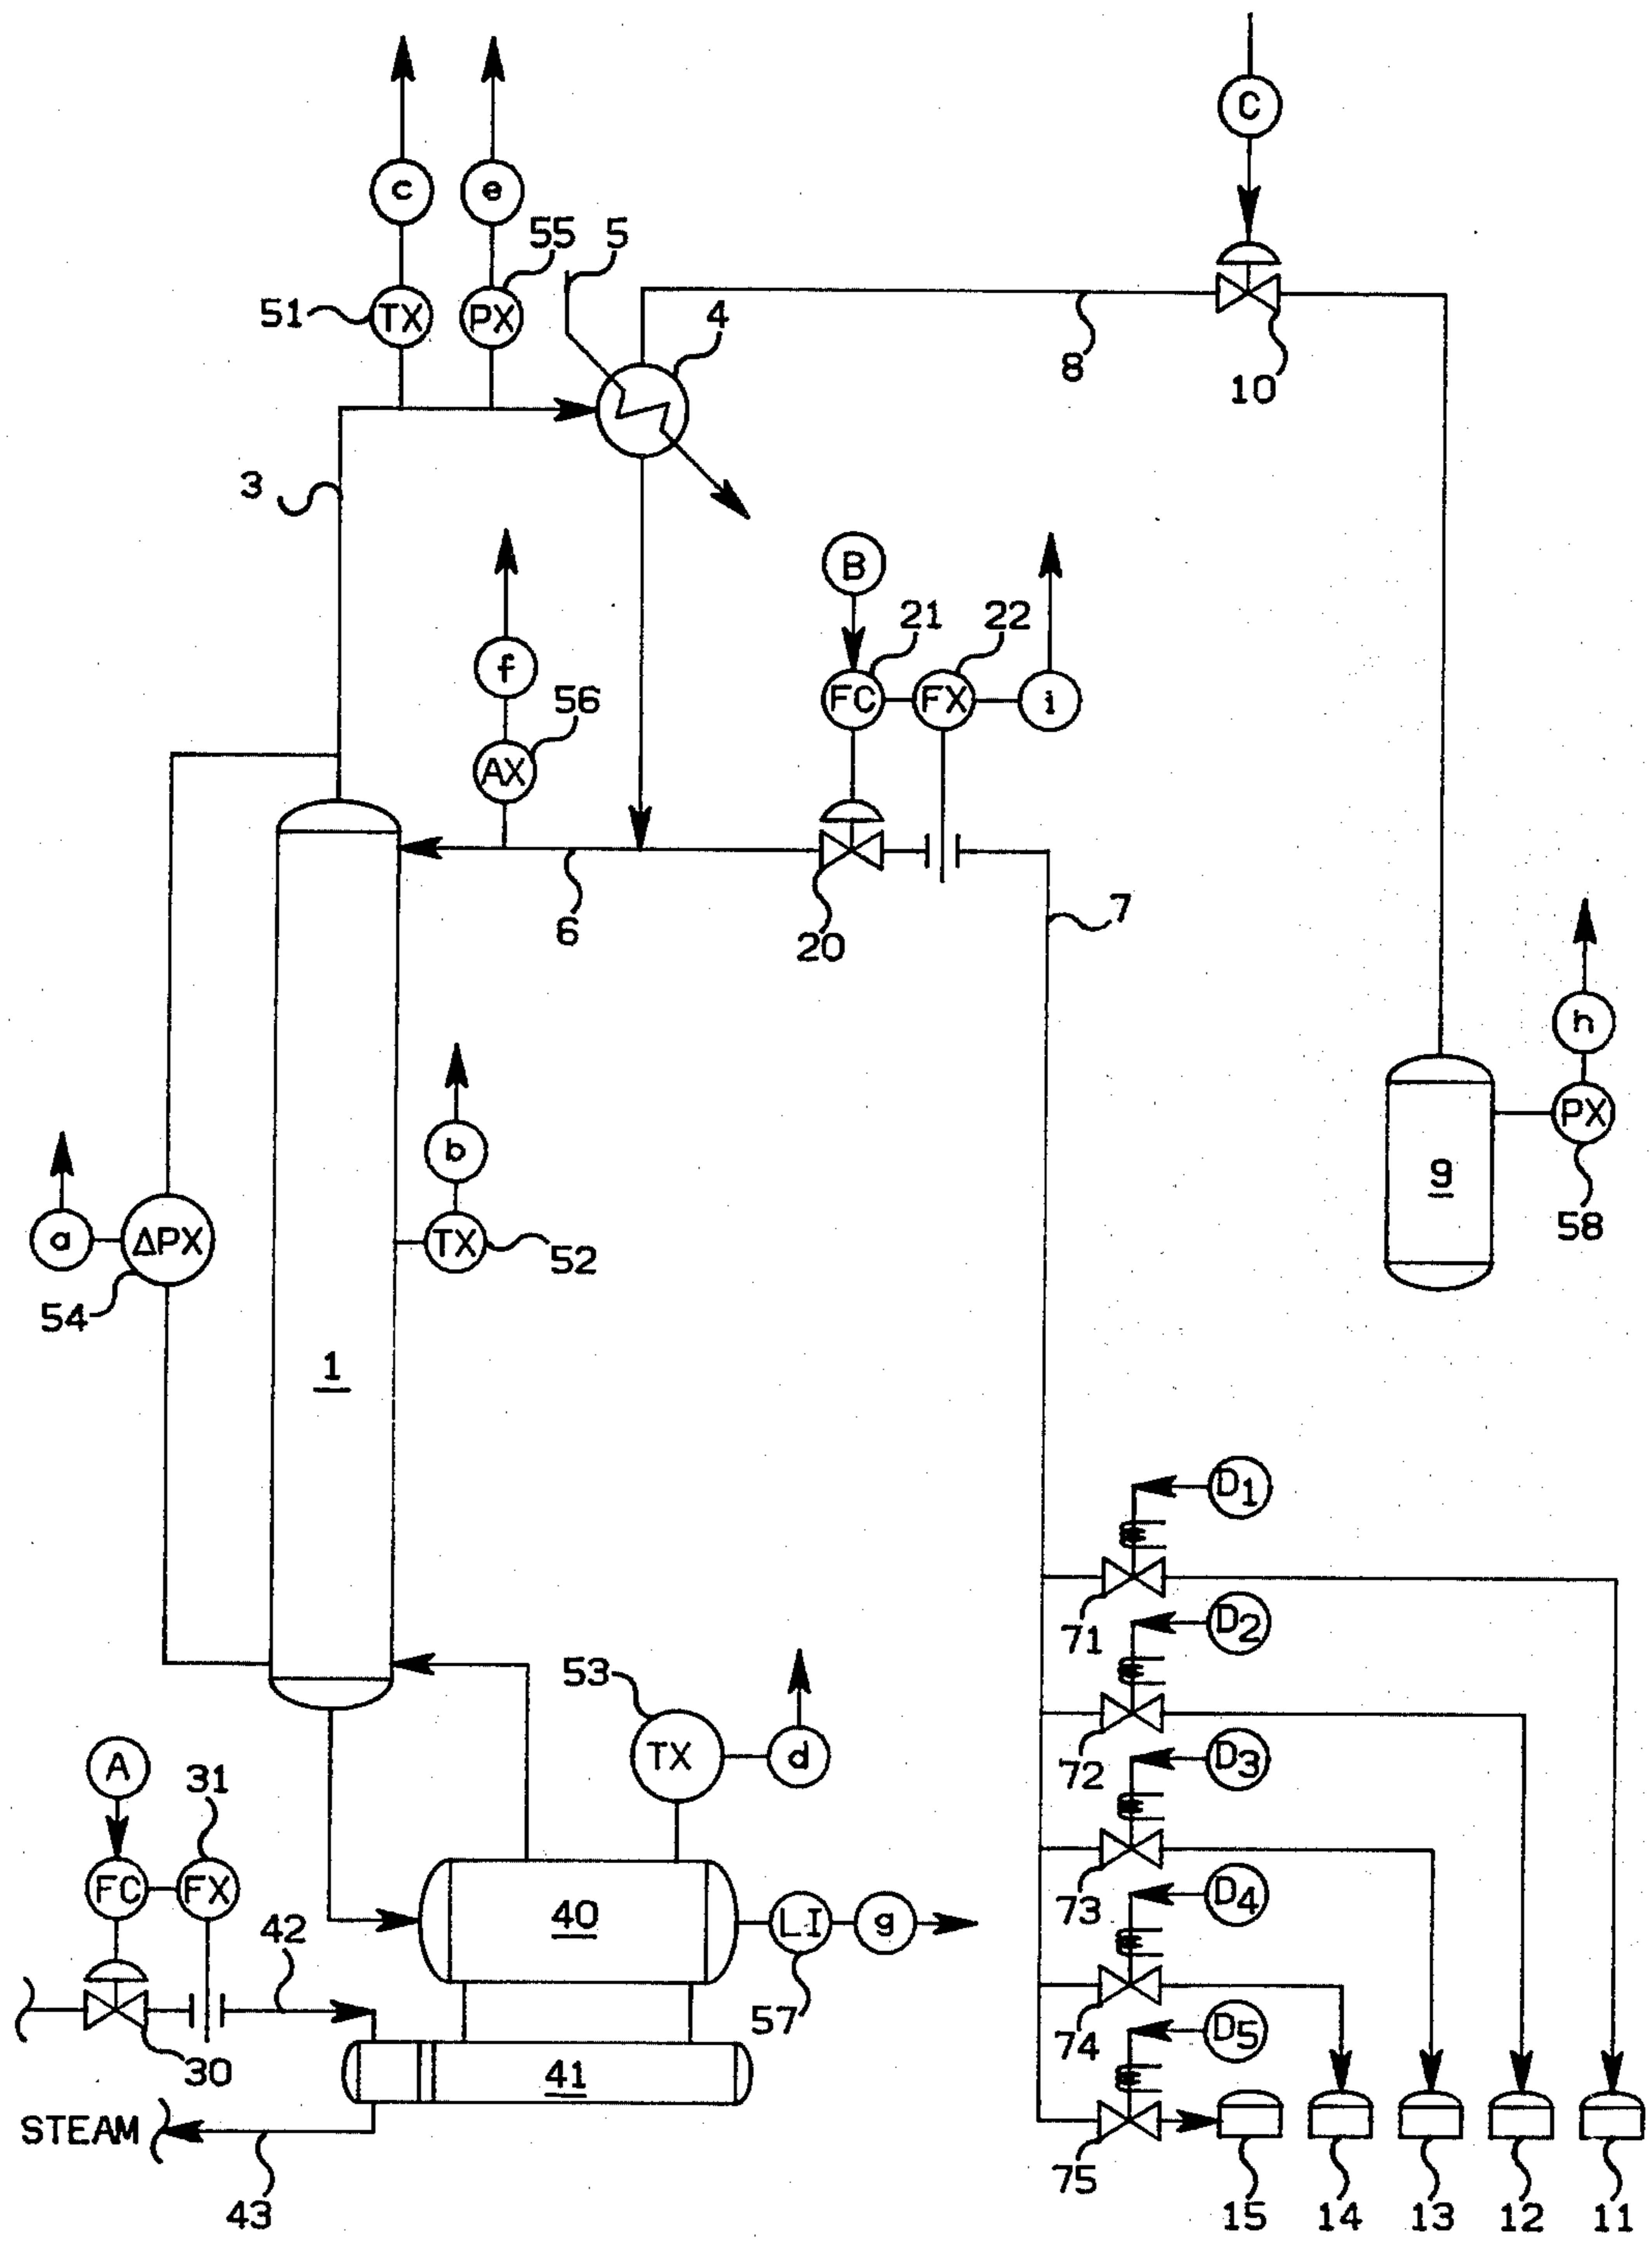 C
c
e
55
5
51
TX
PX
4
8
10
3
B
21
22
f
FC
FX
i
56
AX
6
20
7
h
b
PX
9
a
ΔPX
TX
52
58
54
1
D1
71
D2
53
TX
d
72
D3
A
31
FC
FX
73
D4
42
40
LI
g
57
74
D5
30
41
STEAM
75
43
15
14
13
12
11